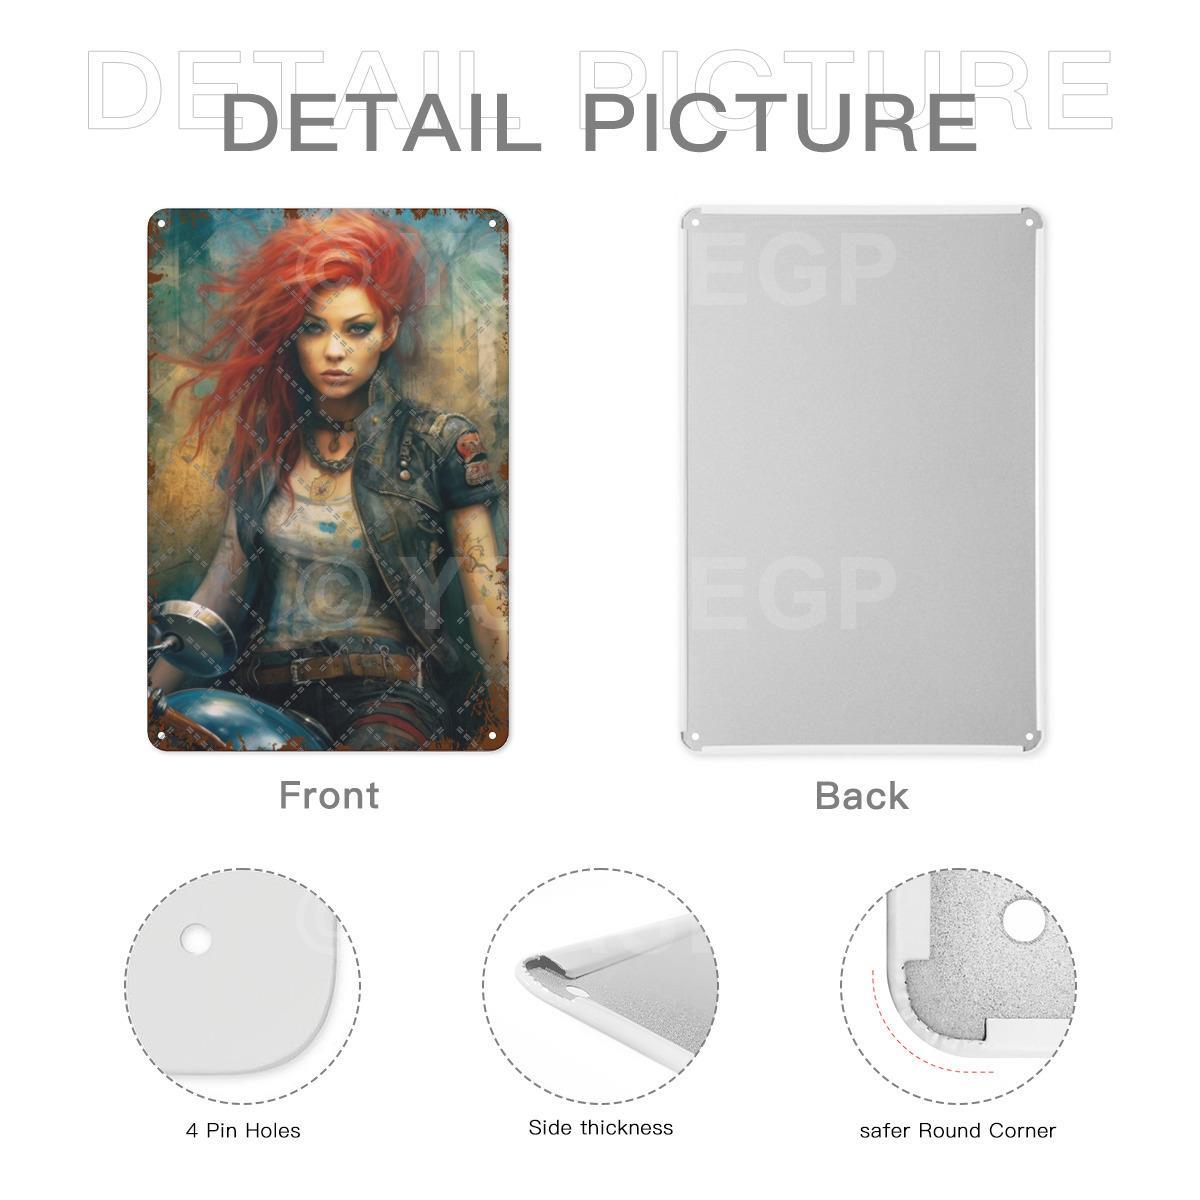 DETAIL PICTURE
DETAIL PICTURE
Front
Back
4 Pin Holes
Side thickness
safer Round Corner